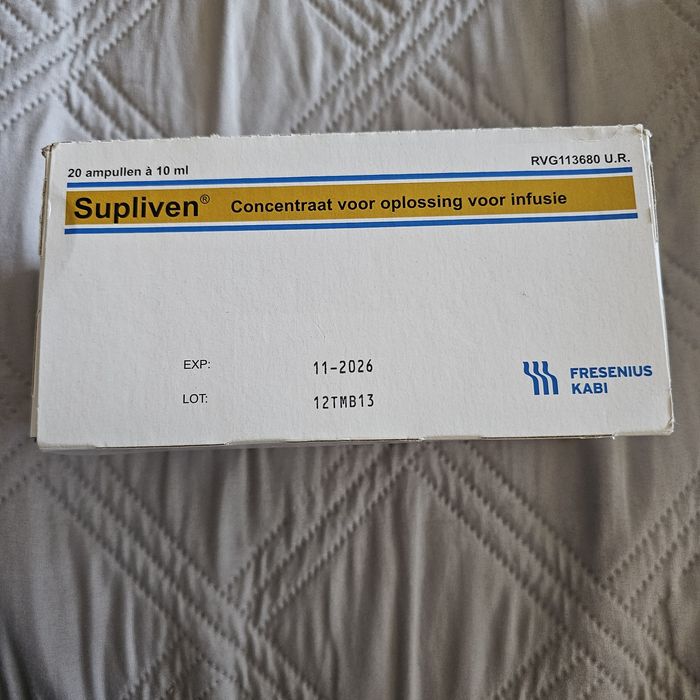 20 ampullen à 10 ml
RVG113680 U.R.
Supliven® Concentraat voor oplossing voor infusie
EXP: 11-2026
LOT: 12TMB13
FRESENIUS
KABI